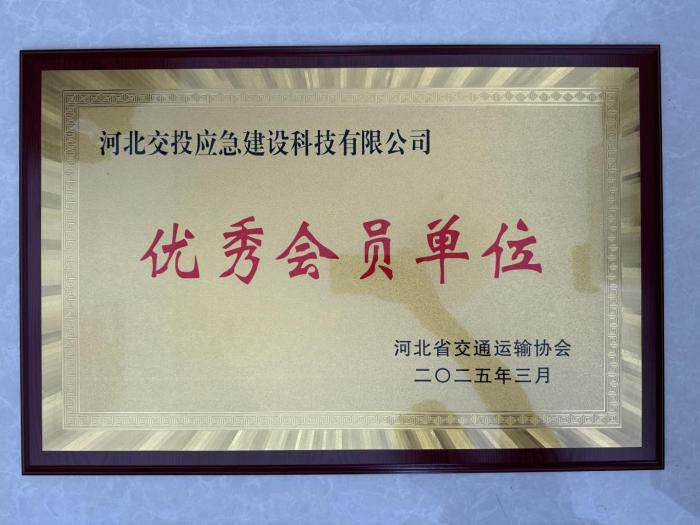 河北交投应急建设科技有限公司
优秀会员单位
河北省交通运输协会
二〇二五年三月